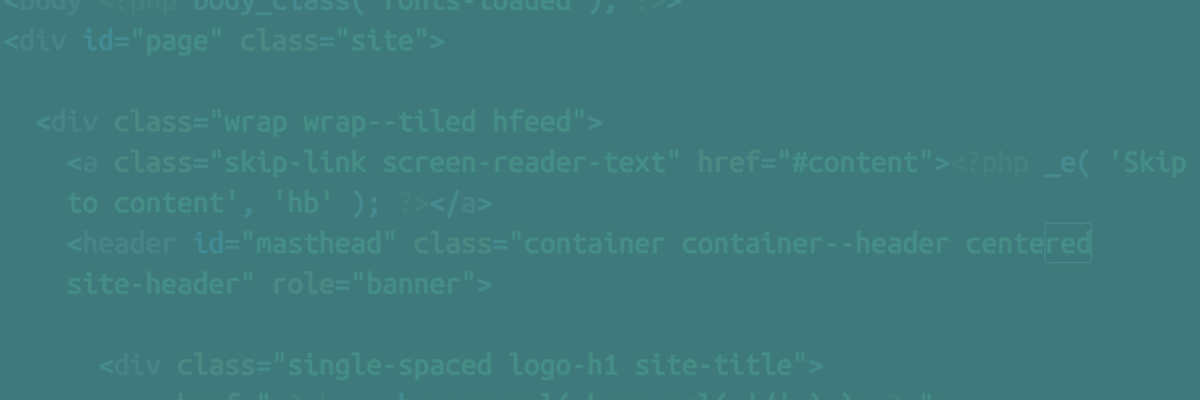 <body <?php body_class( 'fonts-loaded' ); ?>>
<div id="page" class="site">
<div class="wrap wrap--tiled hfeed">
<a class="skip-link screen-reader-text" href="#content"><?php _e( 'Skip
to content', 'hb' ); ?></a>
<header id="masthead" class="container container--header centered
site-header" role="banner">
<div class="single-spaced logo-h1 site-title">